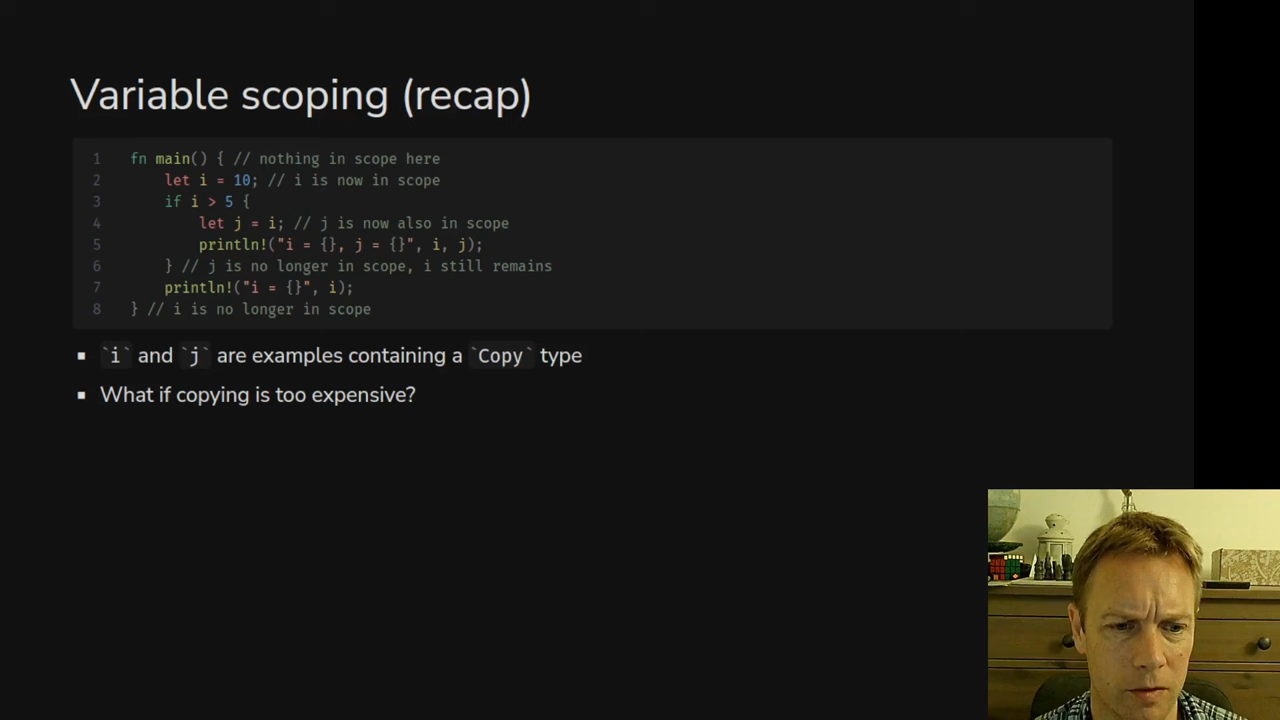 Variable scoping (recap)
1 fn main() { // nothing in scope here
2 let i = 10; // i is now in scope
3 if i > 5 {
4 let j = i; // j is now also in scope
5 println!("i = {}, j = {}", i, j);
6 } // j is no longer in scope, i still remains
7 println!("i = {}", i);
8 } // i is no longer in scope
▪ `i` and `j` are examples containing a `Copy` type
▪ What if copying is too expensive?